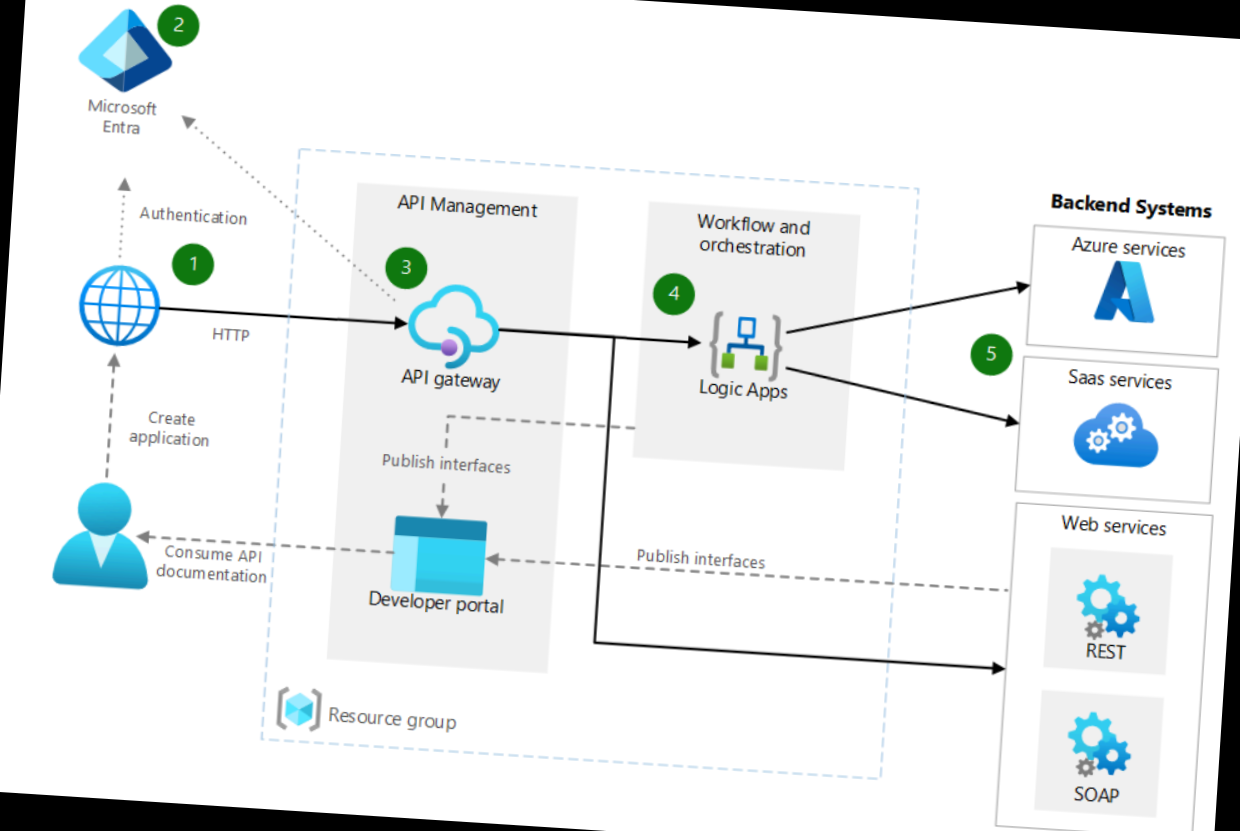 2
Microsoft
Entra
Authentication
1
HTTP
Create
application
Consume API
documentation
API Management
3
API gateway
Publish interfaces
Developer portal
Resource group
Workflow and
orchestration
4
Logic Apps
Publish interfaces
Backend Systems
Azure services
5
Saas services
Web services
REST
SOAP